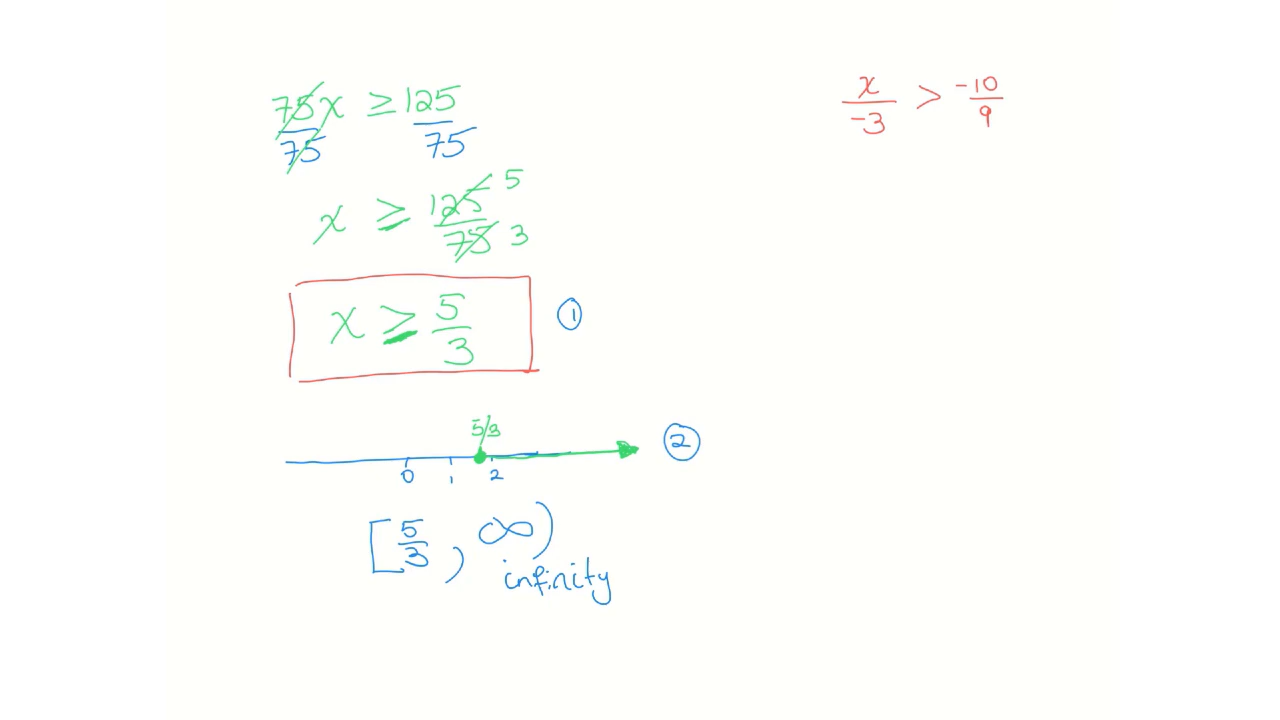 75x ≥ 125
75 75
x ≥ 125/75 5 3
x ≥ 5/3 ①
5/3 ②
0 1 2
[5/3, ∞)
infinity
x/-3 > -10/9